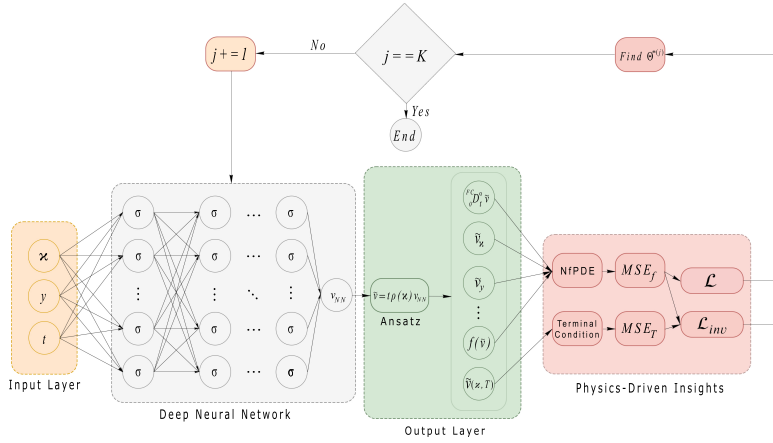 j += 1
No
j == K
Find Θ*(j)
Yes
End
ϰ
y
t
Input Layer
σ σ ... σ
σ σ ... σ
⋮ ⋱ ⋮
σ σ ... σ
σ σ ... σ
v_NN
Deep Neural Network
ṽ = tρ(ϰ)v_NN
Ansatz
ṽ_ϰ
ṽ_y
⋮
f(ṽ)
ṽ(ϰ,T)
Output Layer
NfPDE
MSE_f
ℒ
Terminal
Condition
MSE_T
ℒ_inv
Physics-Driven Insights